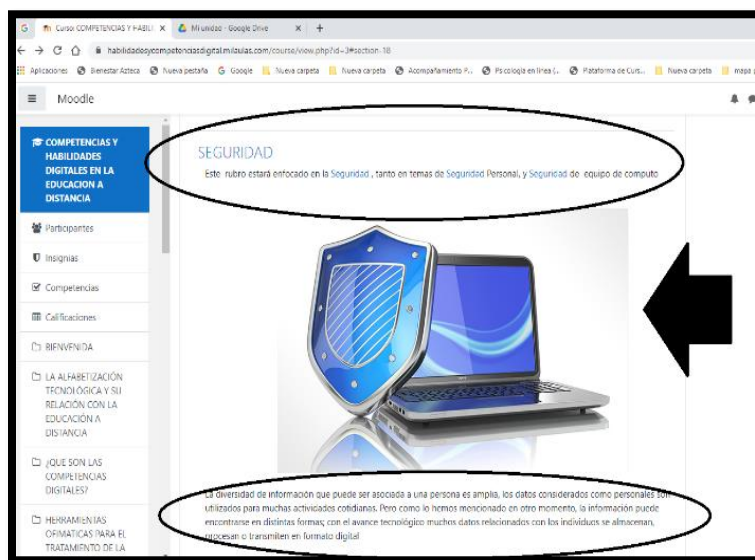 Curso: COMPETENCIAS Y HABILI
Mi unidad - Google Drive
habilidadesycompetenciasdigital.milaulas.com/course/view.php?id=3#section-18
Aplicaciones
Bienestar Azteca
Nueva pestaña
Google
Nueva carpeta
Nueva carpeta
Acompañamiento P...
Psicología en línea (...
Plataforma de Curs...
Nueva carpeta
mapa
Moodle
COMPETENCIAS Y
HABILIDADES
DIGITALES EN LA
EDUCACION A
DISTANCIA
Participantes
Insignias
Competencias
Calificaciones
BIENVENIDA
LA ALFABETIZACIÓN
TECNOLÓGICA Y SU
RELACIÓN CON LA
EDUCACIÓN A
DISTANCIA
¿QUE SON LAS
COMPETENCIAS
DIGITALES?
HERRAMIENTAS
OFIMATICAS PARA EL
TRATAMIENTO DE LA
SEGURIDAD
Este rubro estará enfocado en la Seguridad , tanto en temas de Seguridad Personal, y Seguridad de equipo de computo
La diversidad de información que puede ser asociada a una persona es amplia, los datos considerados como personales son
utilizados para muchas actividades cotidianas. Pero como lo hemos mencionado en otro momento, la información puede
encontrarse en distintas formas; con el avance tecnológico muchos datos relacionados con los individuos se almacenan,
procesan o transmiten en formato digital